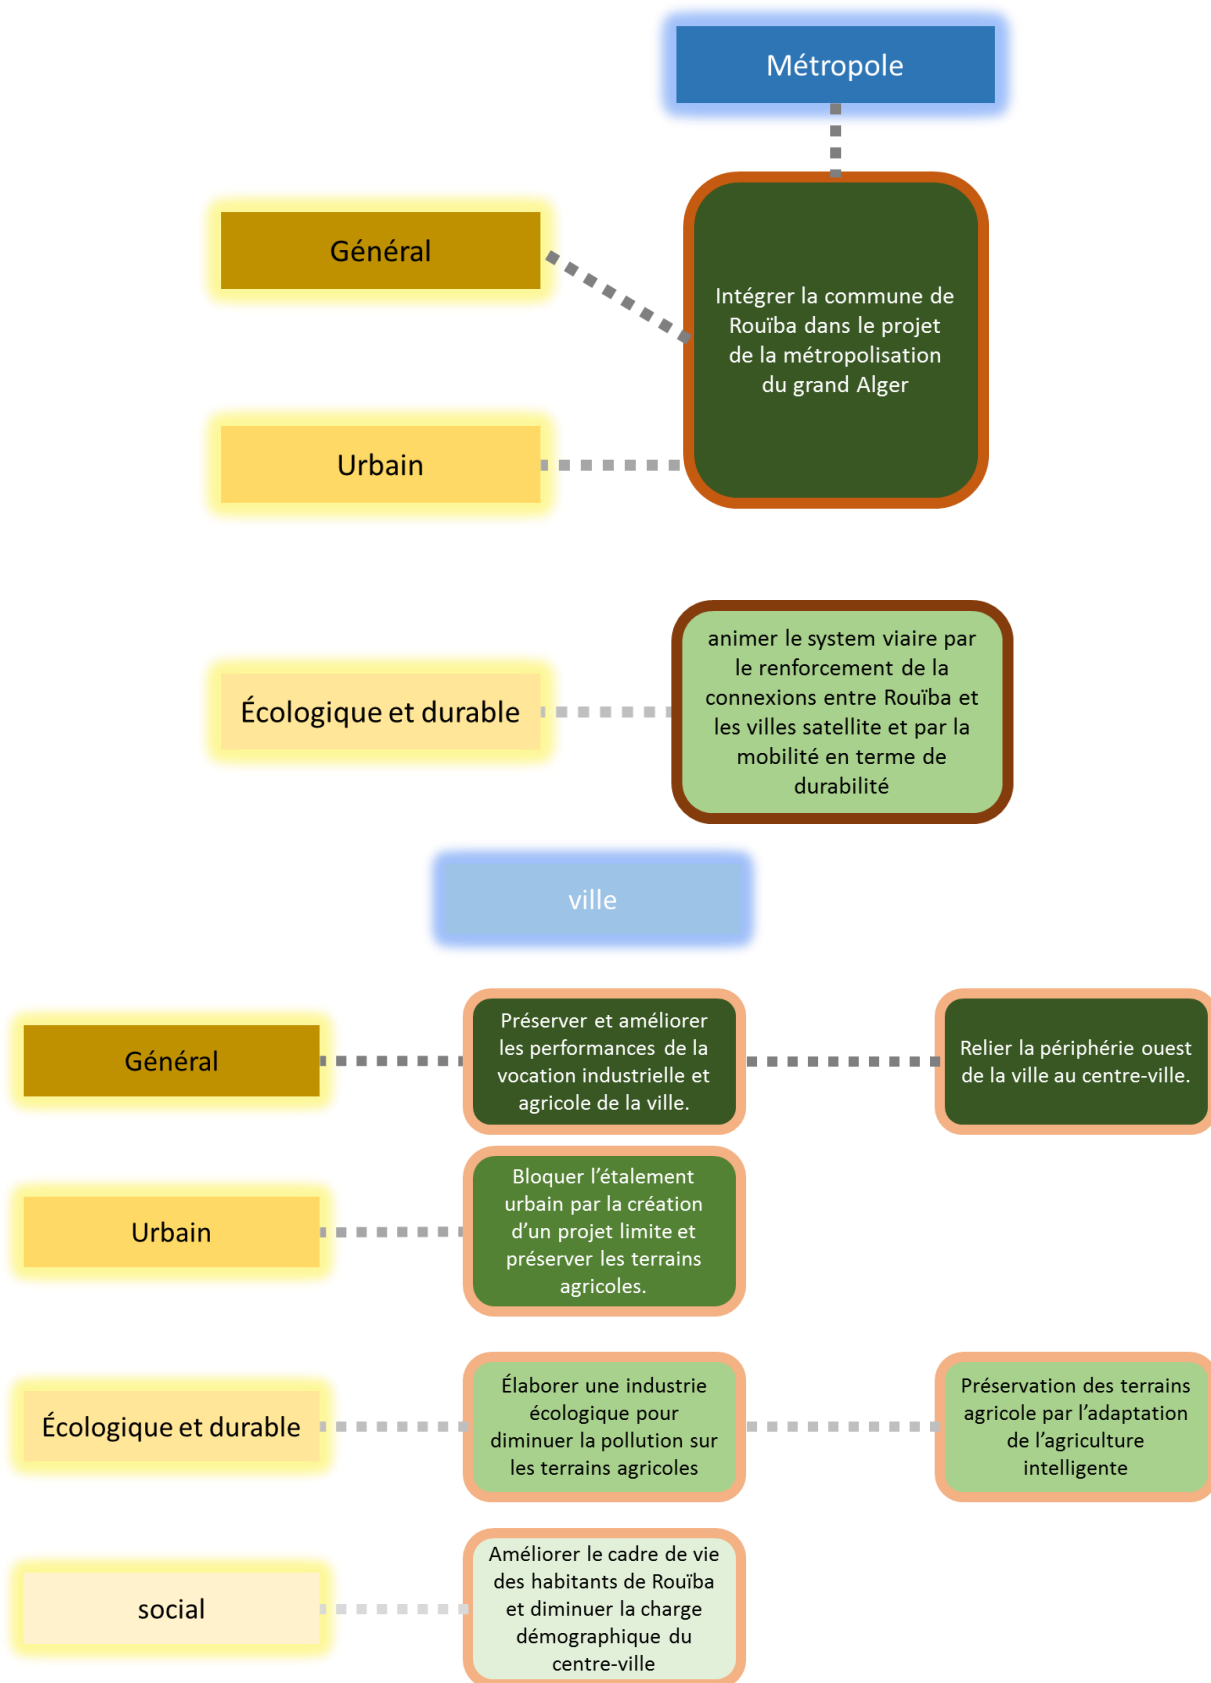 Métropole
Général
Intégrer la commune de
Rouïba dans le projet
de la métropolisation
du grand Alger
Urbain
Écologique et durable
animer le system viaire par
le renforcement de la
connexions entre Rouïba et
les villes satellite et par la
mobilité en terme de
durabilité
ville
Général
Préserver et améliorer
les performances de la
vocation industrielle et
agricole de la ville.
Relier la périphérie ouest
de la ville au centre-ville.
Urbain
Bloquer l’étalement
urbain par la création
d’un projet limite et
préserver les terrains
agricoles.
Écologique et durable
Élaborer une industrie
écologique pour
diminuer la pollution sur
les terrains agricoles
Préservation des terrains
agricole par l’adaptation
de l’agriculture
intelligente
social
Améliorer le cadre de vie
des habitants de Rouïba
et diminuer la charge
démographique du
centre-ville